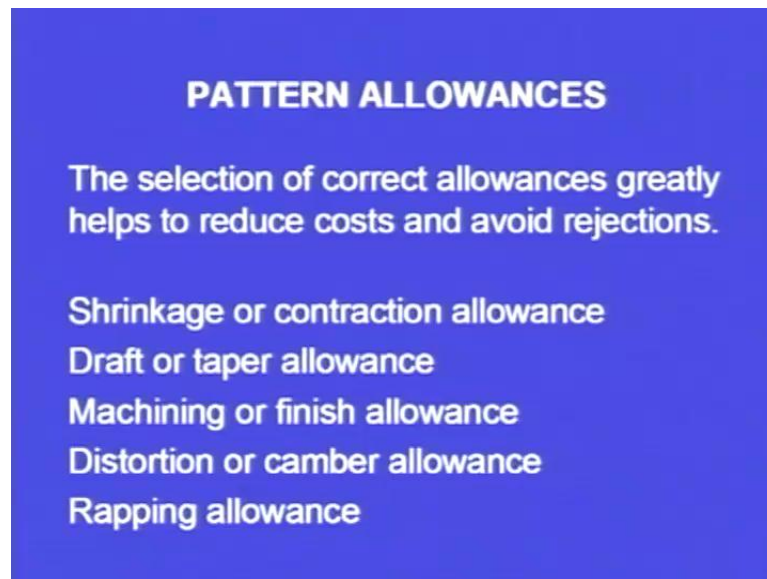 PATTERN ALLOWANCES
The selection of correct allowances greatly
helps to reduce costs and avoid rejections.
Shrinkage or contraction allowance
Draft or taper allowance
Machining or finish allowance
Distortion or camber allowance
Rapping allowance